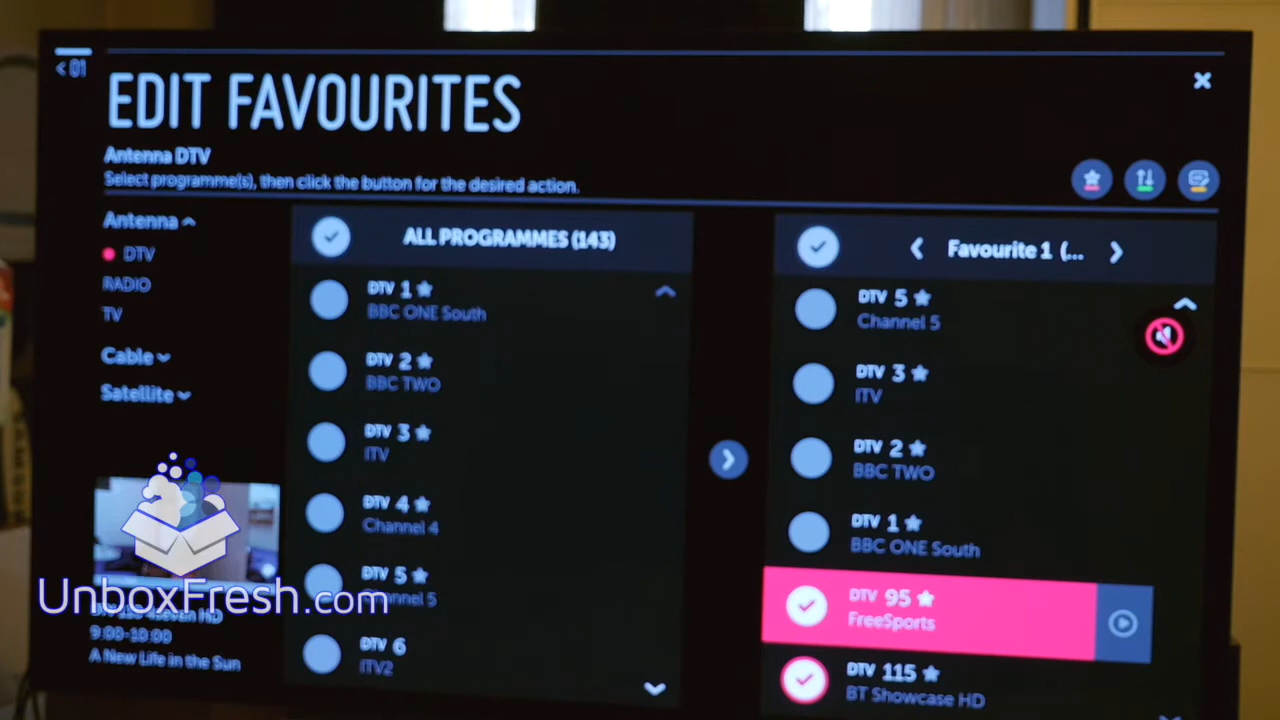 < 01
EDIT FAVOURITES
Antenna DTV
Select programme(s), then click the button for the desired action.
Antenna
DTV
RADIO
TV
Cable
Satellite
ALL PROGRAMMES (143)
DTV 1 ★
BBC ONE South
DTV 2 ★
BBC TWO
DTV 3 ★
ITV
DTV 4 ★
Channel 4
DTV 5 ★
Channel 5
DTV 6
ITV2
Favourite 1 (...
DTV 5 ★
Channel 5
DTV 3 ★
ITV
DTV 2 ★
BBC TWO
DTV 1 ★
BBC ONE South
DTV 95 ★
FreeSports
DTV 115 ★
BT Showcase HD
UnboxFresh.com
4seven HD
9:00-10:00
A New Life in the Sun